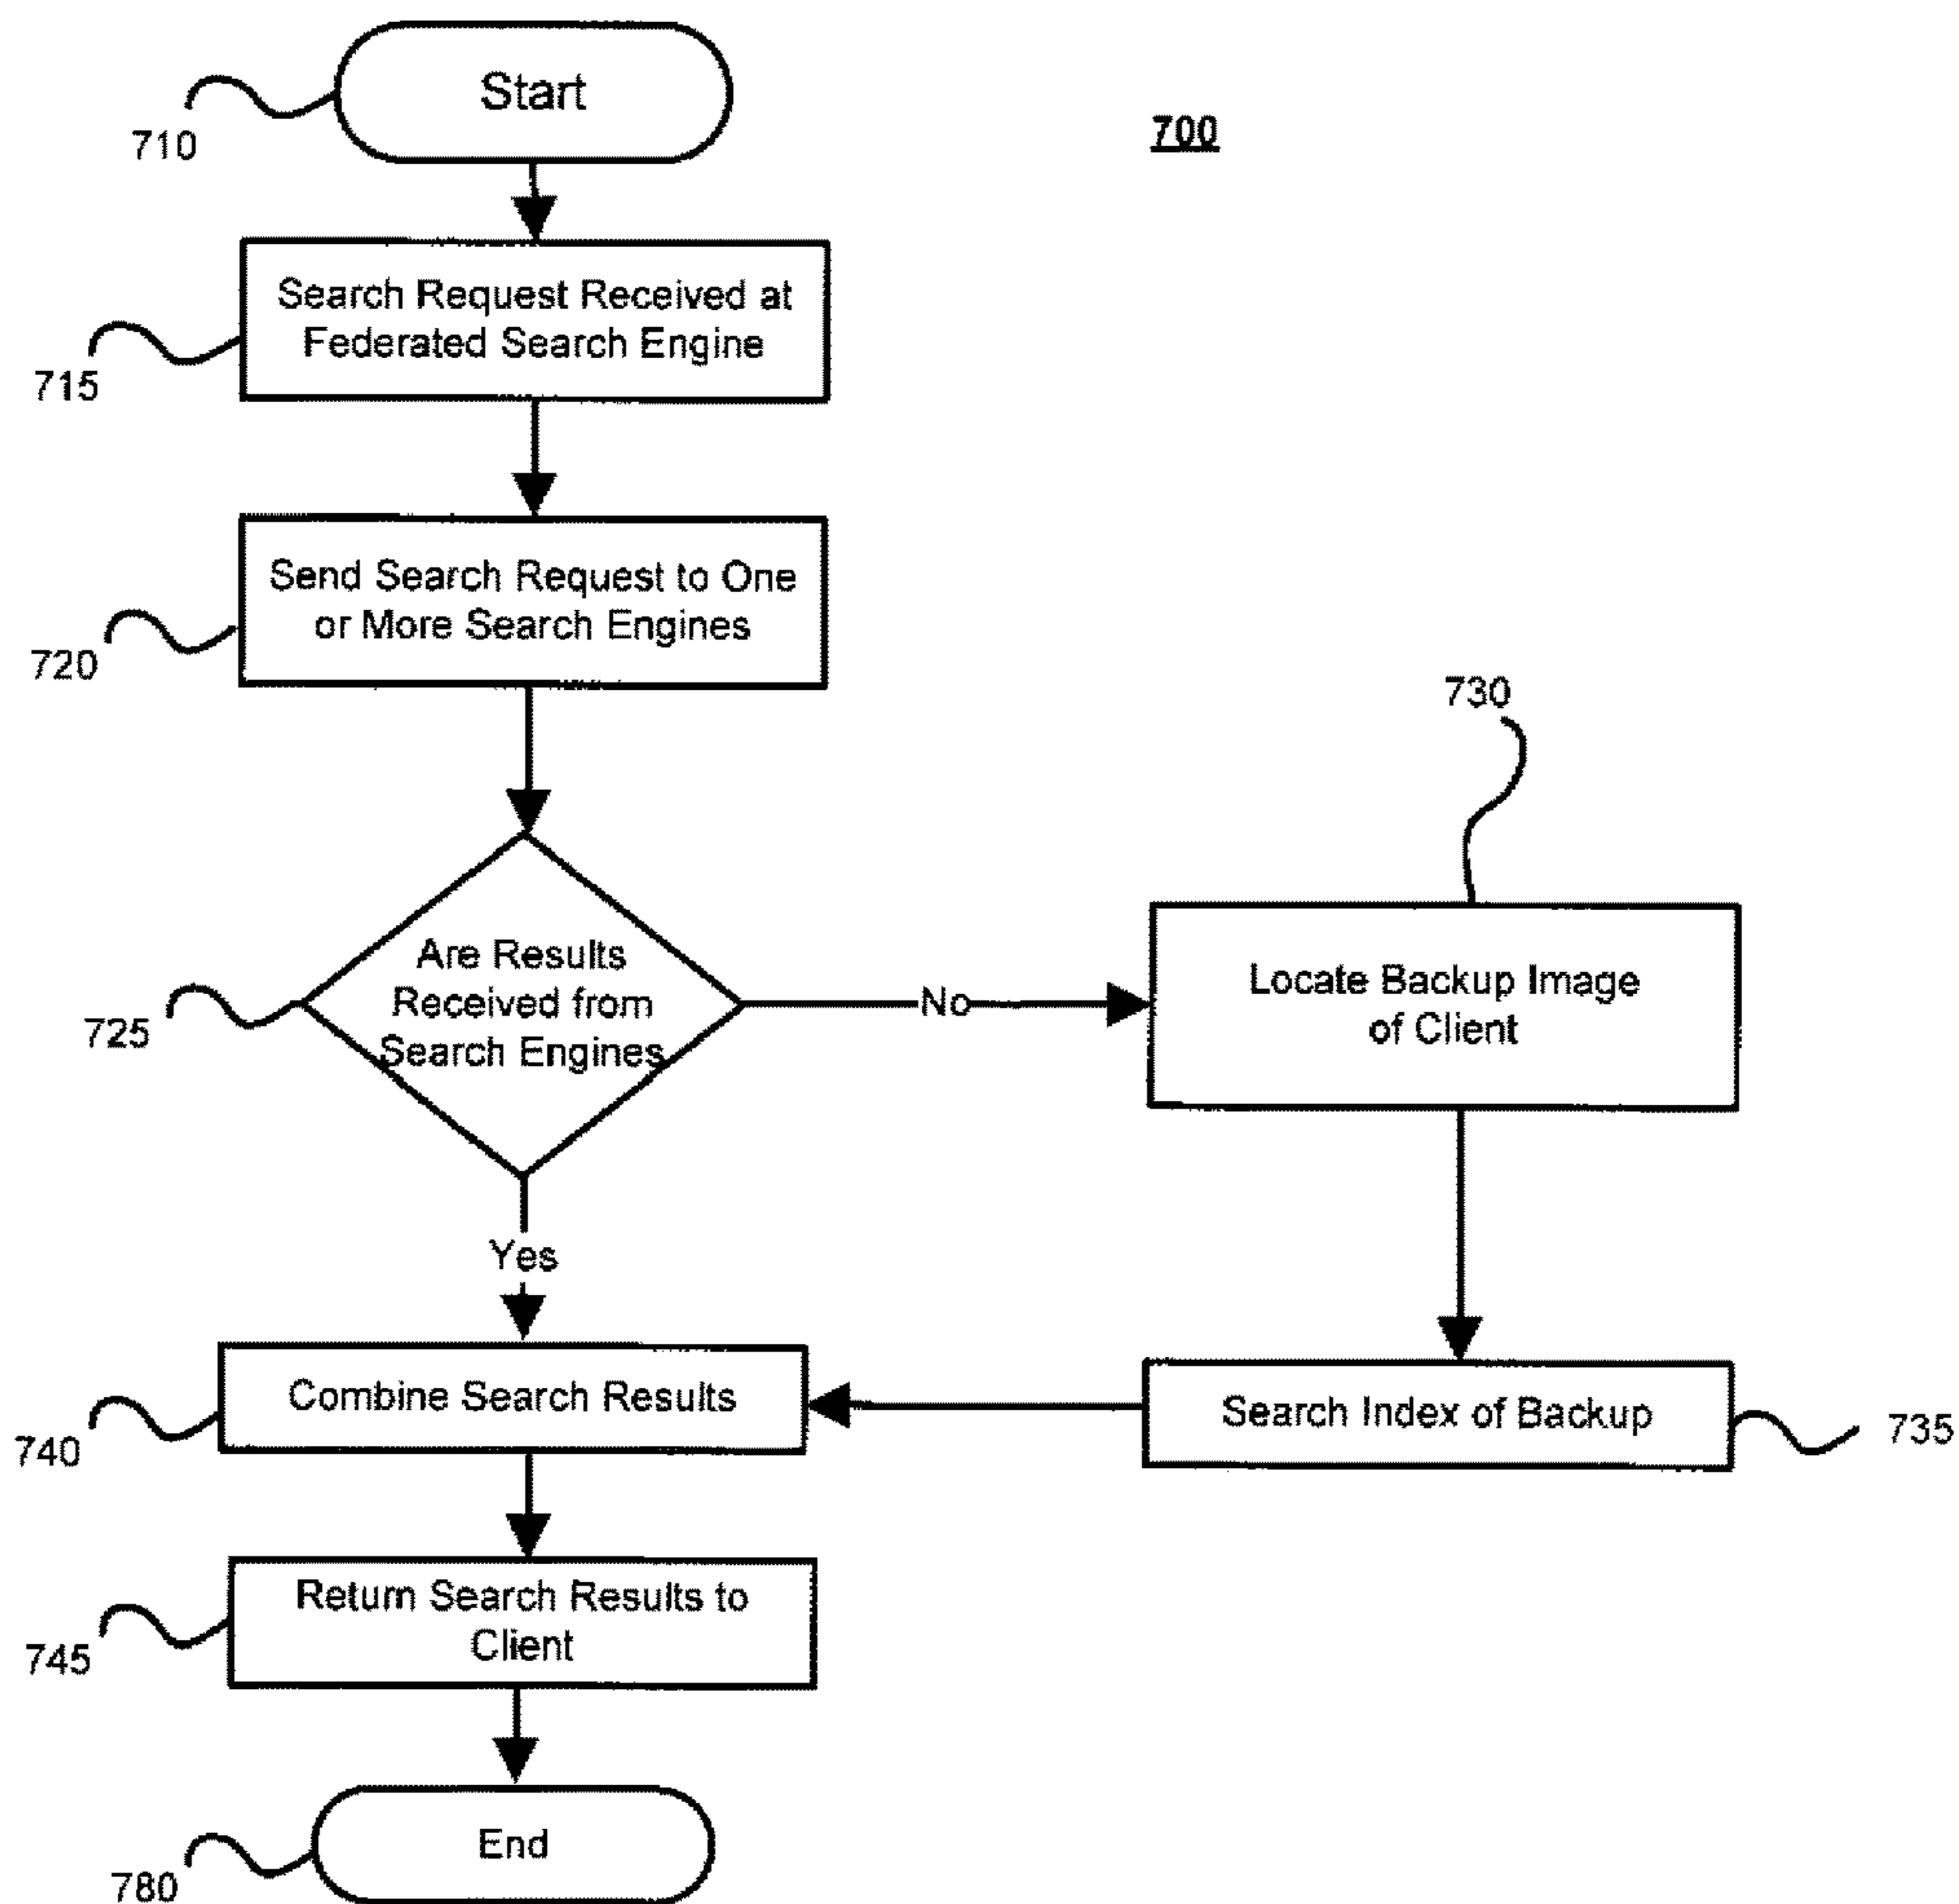 Start
710
700
Search Request Received at
Federated Search Engine
715
Send Search Request to One
or More Search Engines
720
730
Are Results
Received from
Search Engines
725
No
Locate Backup Image
of Client
Yes
Combine Search Results
740
Search Index of Backup
735
Return Search Results to
Client
745
End
780